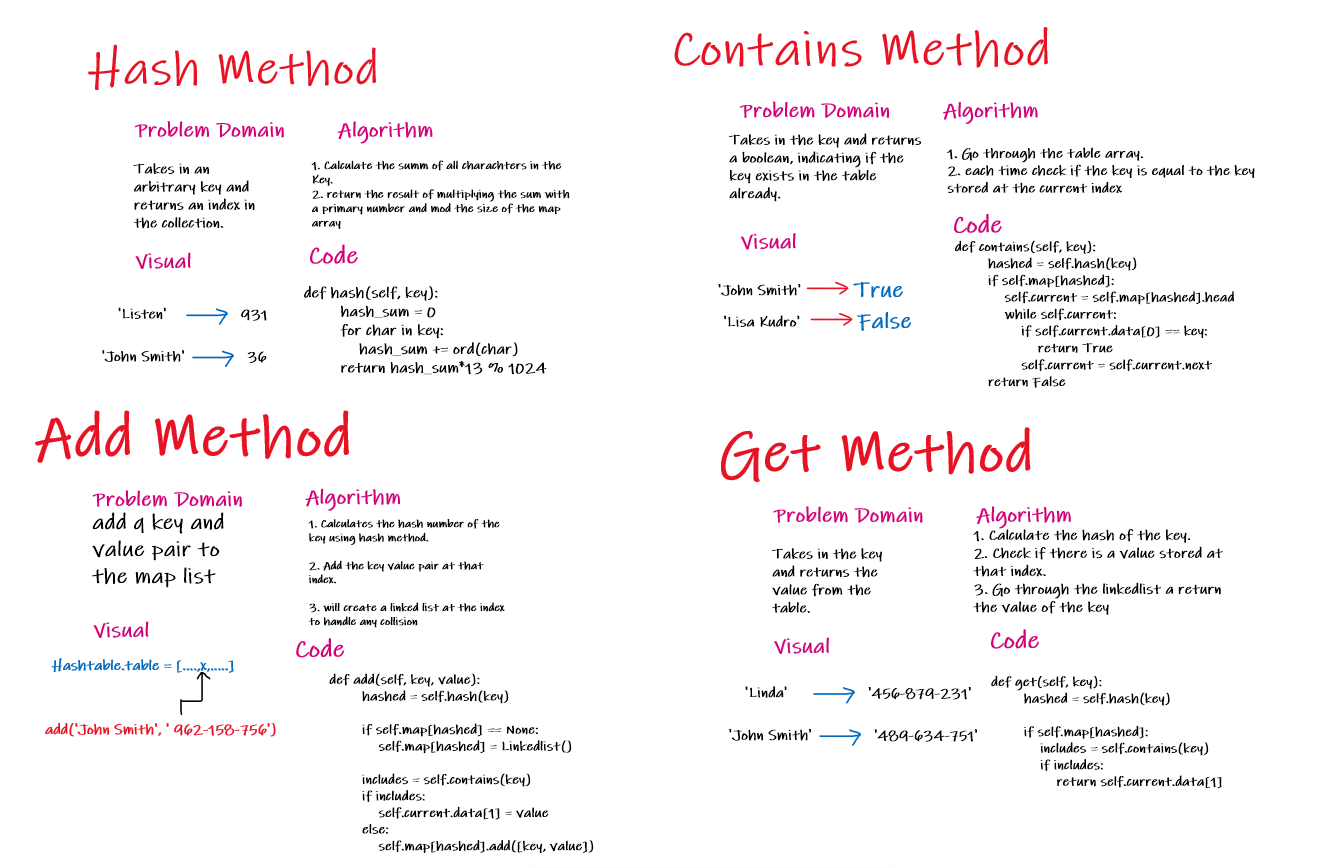 Hash Method
Problem Domain
Takes in an
arbitrary key and
returns an index in
the collection.
Algorithm
1. Calculate the summ of all charachters in the
Key.
2. return the result of multiplying the sum with
a primary number and mod the size of the map
array
Visual
'Listen' 931
'John Smith' 36
Code
def hash(self, key):
hash_sum = 0
for char in key:
hash_sum += ord(char)
return hash_sum*13 % 1024
Contains Method
Problem Domain
Takes in the key and returns
a boolean, indicating if the
key exists in the table
already.
Algorithm
1. Go through the table array.
2. each time check if the key is equal to the key
stored at the current index
Visual
'John Smith' True
'Lisa Kudro' False
Code
def contains(self, key):
hashed = self.hash(key)
if self.map[hashed]:
self.current = self.map[hashed].head
while self.current:
if self.current.data[0] == key:
return True
self.current = self.current.next
return False
Add Method
Problem Domain
add q key and
value pair to
the map list
Algorithm
1. Calculates the hash number of the
key using hash method.
2. Add the key value pair at that
index.
3. will create a linked list at the index
to handle any collision
Visual
Hashtable.table = [....,x,.....]
add('John Smith', ' 962-158-756')
Code
def add(self, key, value):
hashed = self.hash(key)
if self.map[hashed] == None:
self.map[hashed] = Linkedlist()
includes = self.contains(key)
if includes:
self.current.data[1] = value
else:
self.map[hashed].add([key, value])
Get Method
Problem Domain
Takes in the key
and returns the
value from the
table.
Algorithm
1. Calculate the hash of the key.
2. Check if there is a value stored at
that index.
3. Go through the linkedlist a return
the value of the key
Visual
'Linda' '456-879-231'
'John Smith' '489-634-751'
Code
def get(self, key):
hashed = self.hash(key)
if self.map[hashed]:
includes = self.contains(key)
if includes:
return self.current.data[1]